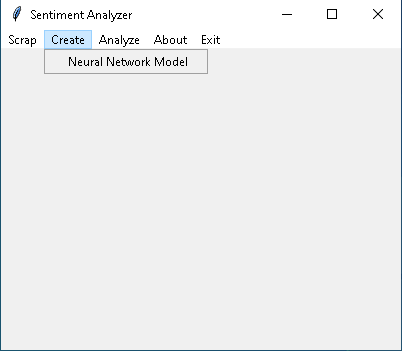 Sentiment Analyzer
Scrap Create Analyze About Exit
Neural Network Model